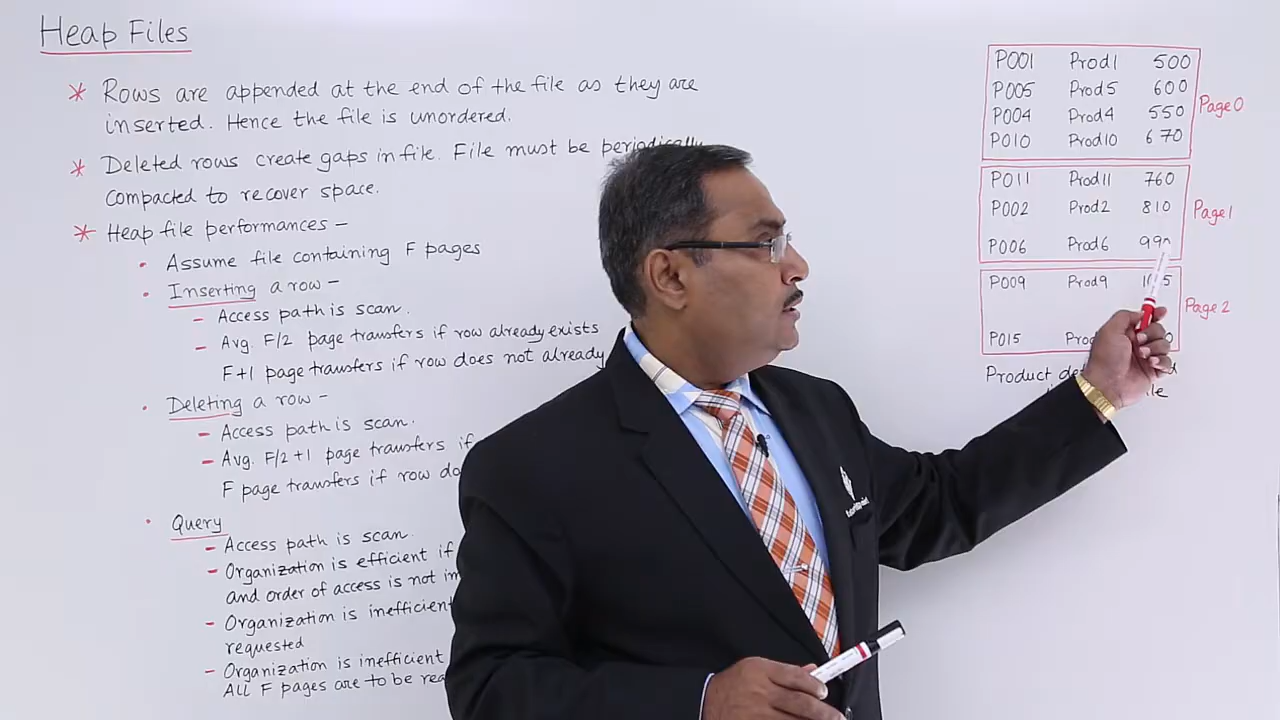 Heap Files
* Rows are appended at the end of the file as they are
inserted. Hence the file is unordered.
* Deleted rows create gaps in file. File must be periodically
compacted to recover space.
* Heap file performances –
• Assume file containing F pages
• Inserting a row –
– Access path is scan.
– Avg. F/2 page transfers if row already exists
F+1 page transfers if row does not already
• Deleting a row –
– Access path is scan.
– Avg. F/2 +1 page transfers if
F page transfers if row
• Query
– Access path is scan.
– Organization is efficient if
and order of access is not
– Organization is inefficient
requested
– Organization is inefficient
All F pages are to be
P001 Prod1 500
P005 Prod5 600
P004 Prod4 550
P010 Prod10 670
Page 0
P011 Prod11 760
P002 Prod2 810
P006 Prod6
Page 1
P009 Prod9
P015
Page 2
Product